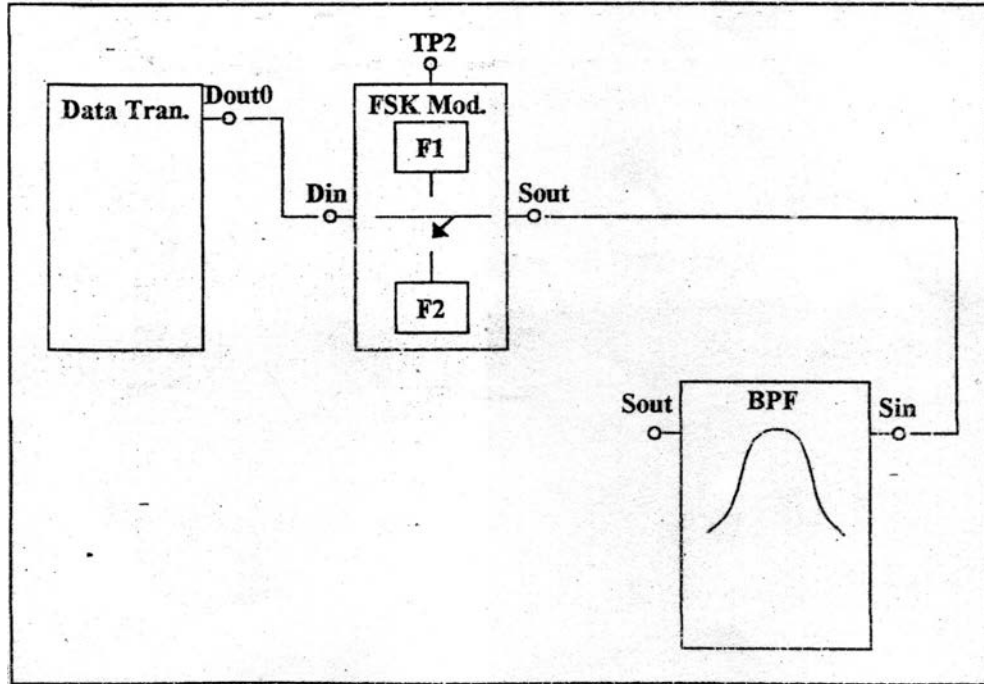 TP2
Data Tran.
Dout0
FSK Mod.
F1
Din
Sout
F2
Sout
BPF
Sin